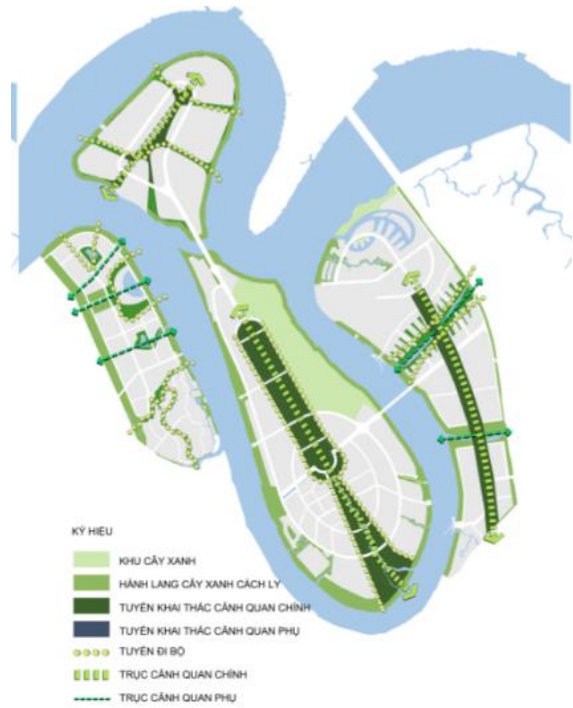 KÝ HIỆU
KHU CÂY XANH
HÀNH LANG CÂY XANH CÁCH LY
TUYẾN KHAI THÁC CẢNH QUAN CHÍNH
TUYẾN KHAI THÁC CẢNH QUAN PHỤ
TUYẾN ĐI BỘ
TRỤC CẢNH QUAN CHÍNH
TRỤC CẢNH QUAN PHỤ